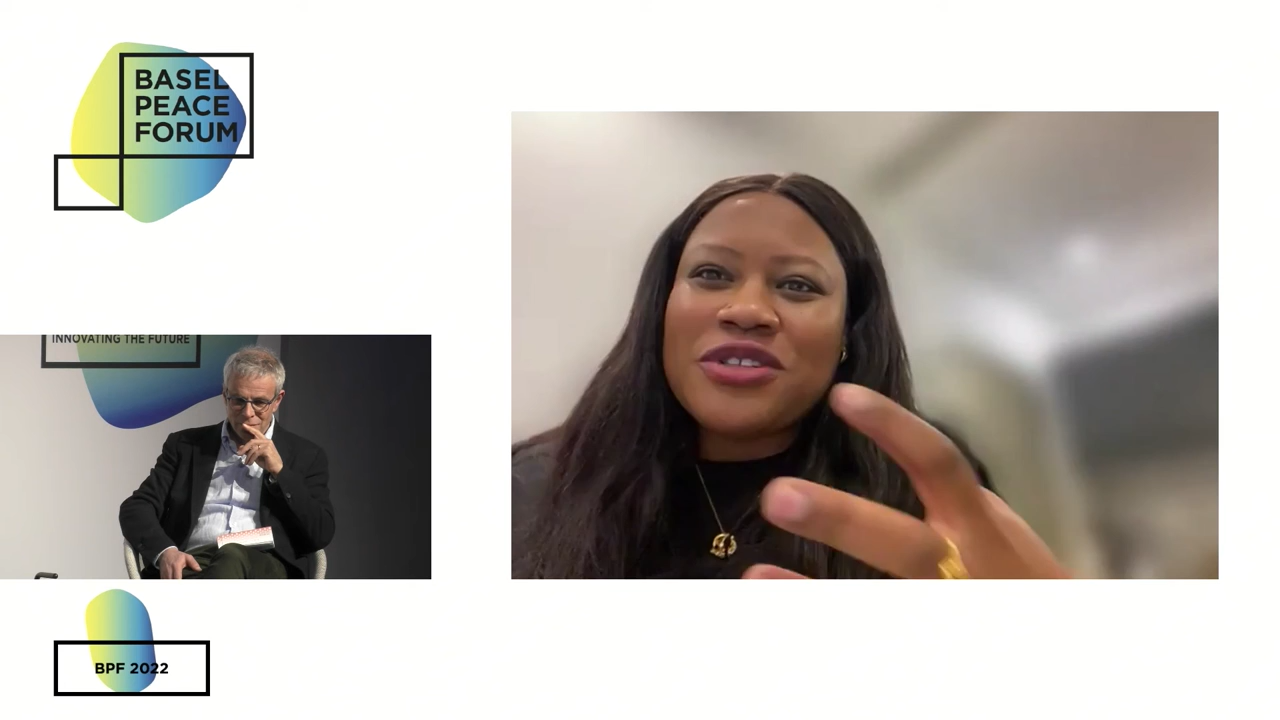 BASEL
PEACE
FORUM
INNOVATING THE FUTURE
BPF 2022